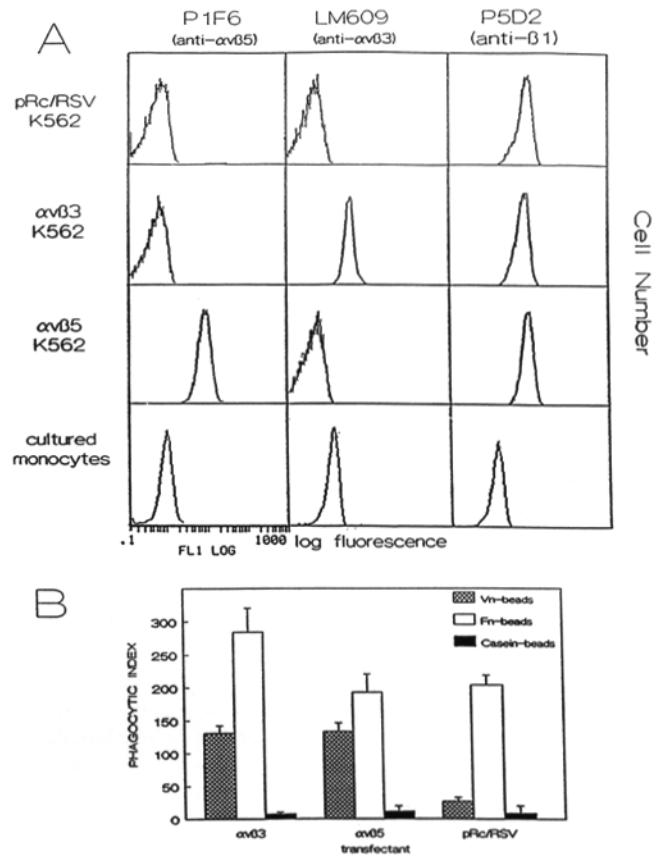 A
P1F6
(anti-αvß5)
LM609
(anti-αvß3)
P5D2
(anti-ß1)
pRc/RSV
K562
αvß3
K562
αvß5
K562
cultured
monocytes
Cell Number
.1
1000
FL1 LOG
log fluorescence
B
PHAGOCYTIC INDEX
300
250
200
150
100
50
0
Vn-beads
Fn-beads
Casein-beads
αvß3
αvß5
pRc/RSV
transfectant